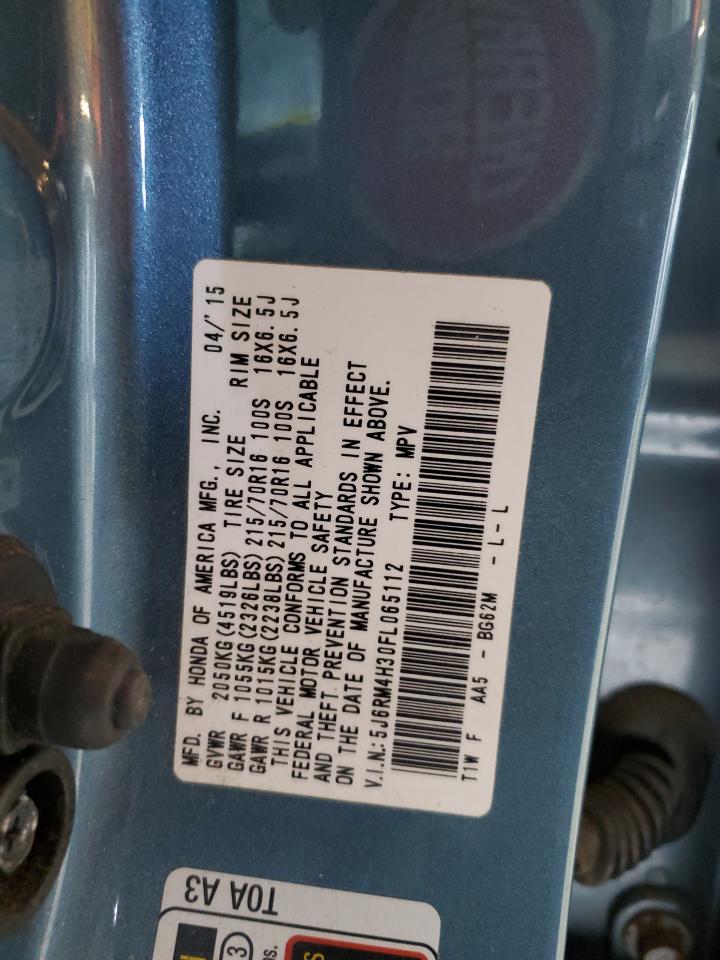 MFD. BY HONDA OF AMERICA MFG., INC. 04/'15
GVWR 2050KG(4519LBS) TIRE SIZE RIM SIZE
GAWR F 1055KG(2326LBS) 215/70R16 100S 16X6.5J
GAWR R 1015KG(2238LBS) 215/70R16 100S 16X6.5J
THIS VEHICLE CONFORMS TO ALL APPLICABLE
FEDERAL MOTOR VEHICLE SAFETY
AND THEFT PREVENTION STANDARDS IN EFFECT
ON THE DATE OF MANUFACTURE SHOWN ABOVE.
V.I.N.: 5J6RM4H30FL065112 TYPE: MPV
T1W F AA5 - BG62M - L - L
TOA A3
3